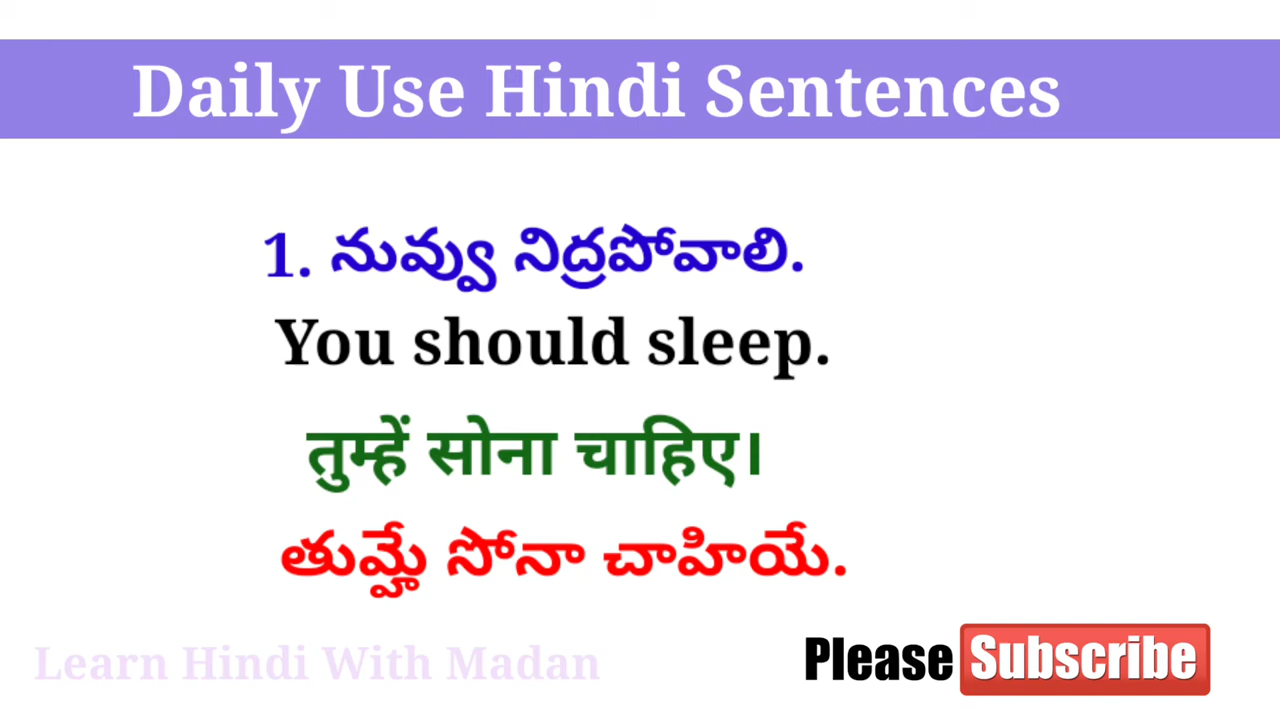 Daily Use Hindi Sentences
1. నువ్వు నిద్రపోవాలి.
You should sleep.
तुम्हें सोना चाहिए।
తుమ్హే సోనా చాహియే.
Learn Hindi With Madan
Please Subscribe